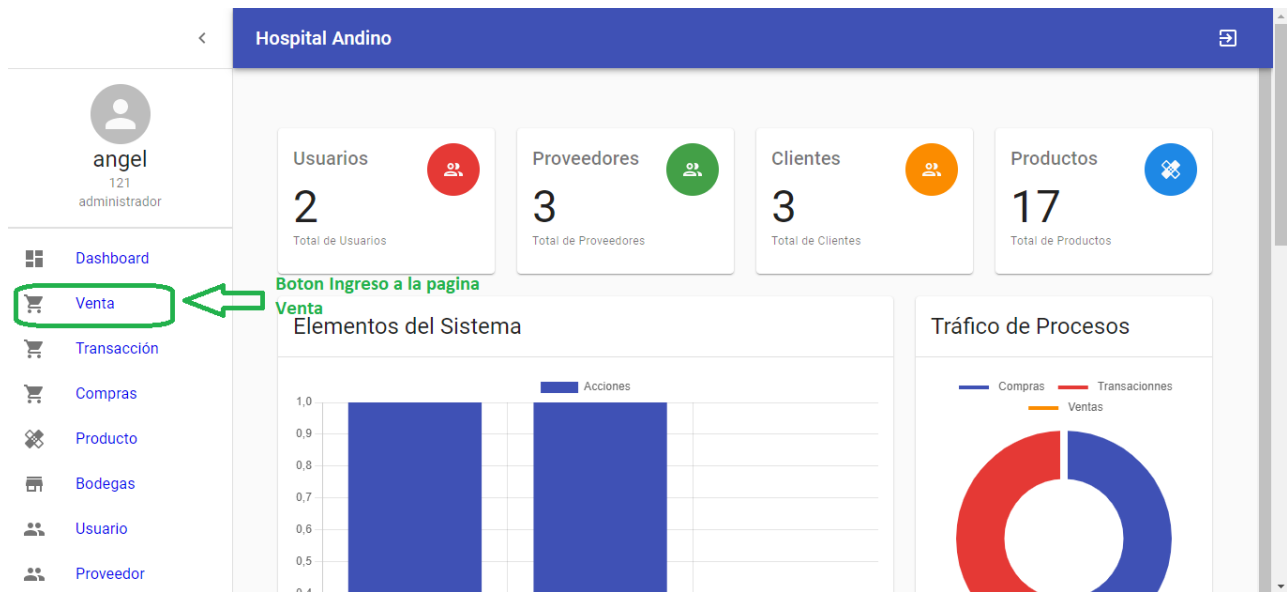 Hospital Andino
angel
121
administrador
Dashboard
Venta
Transacción
Compras
Producto
Bodegas
Usuario
Proveedor
Usuarios
2
Total de Usuarios
Proveedores
3
Total de Proveedores
Clientes
3
Total de Clientes
Productos
17
Total de Productos
Boton Ingreso a la pagina
Venta
Elementos del Sistema
Acciones
1,0
0,9
0,8
0,7
0,6
0,5
0,4
Tráfico de Procesos
Compras Transacionnes
Ventas